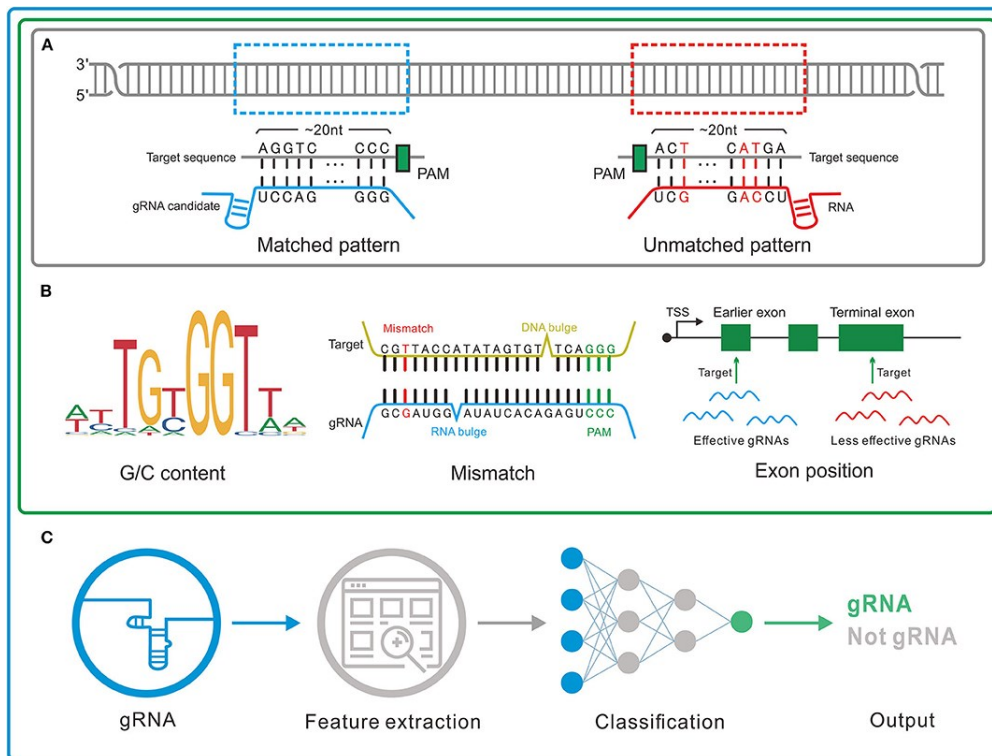 A
3'
5'
~20nt
AGGTC ... CCC
Target sequence
PAM
gRNA candidate
UCCAG ... GGG
Matched pattern
~20nt
ACT ... CATGA
Target sequence
PAM
UCG ... GACCU
RNA
Unmatched pattern
B
G/C content
Mismatch
DNA bulge
Target
CGTTACCATATAGTGT TCAGGG
gRNA
GCGAUGG AUAUCACAGAGUCCC
RNA bulge
PAM
Mismatch
TSS
Earlier exon
Terminal exon
Target
Target
Effective gRNAs
Less effective gRNAs
Exon position
C
gRNA
Feature extraction
Classification
gRNA
Not gRNA
Output